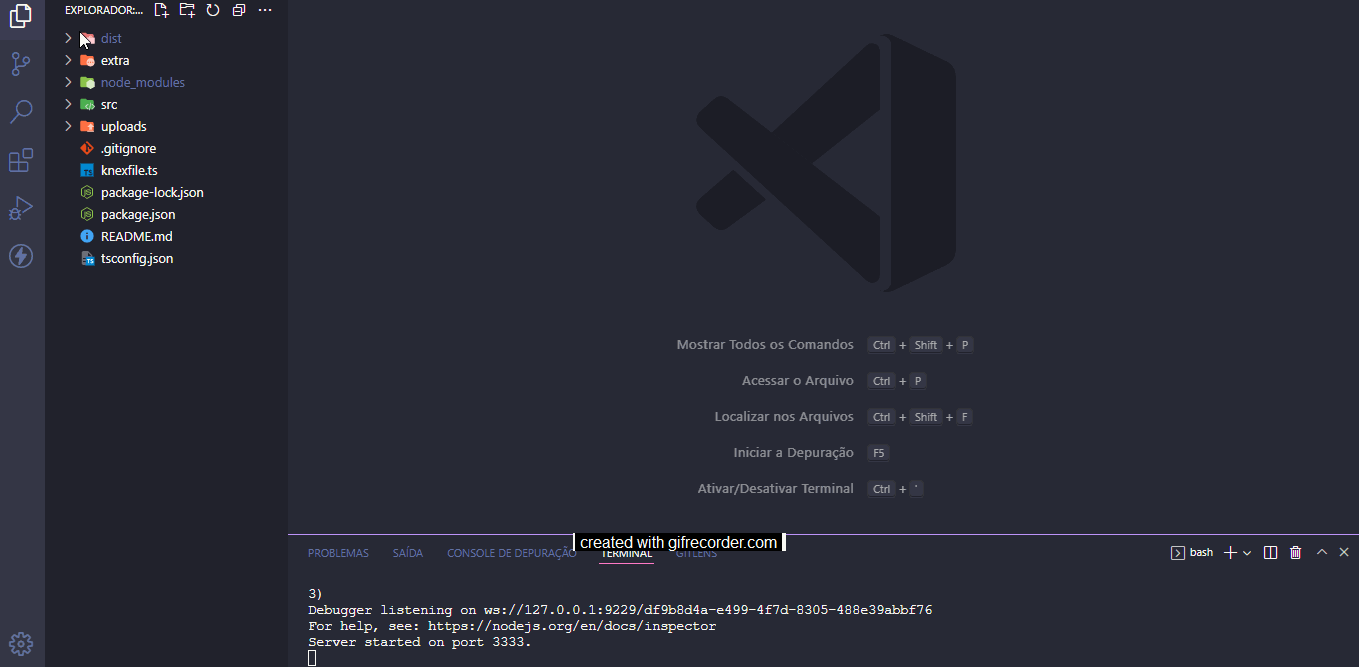 EXPLORADOR:...
dist
extra
node_modules
src
uploads
.gitignore
knexfile.ts
package-lock.json
package.json
README.md
tsconfig.json
Mostrar Todos os Comandos Ctrl + Shift + P
Acessar o Arquivo Ctrl + P
Localizar nos Arquivos Ctrl + Shift + F
Iniciar a Depuração F5
Ativar/Desativar Terminal Ctrl + '
created with gifrecorder.com
PROBLEMAS SAÍDA CONSOLE DE DEPURAÇÃO TERMINAL GITLENS bash
3)
Debugger listening on ws://127.0.0.1:9229/df9b8d4a-e499-4f7d-8305-488e39abbf76
For help, see: https://nodejs.org/en/docs/inspector
Server started on port 3333.